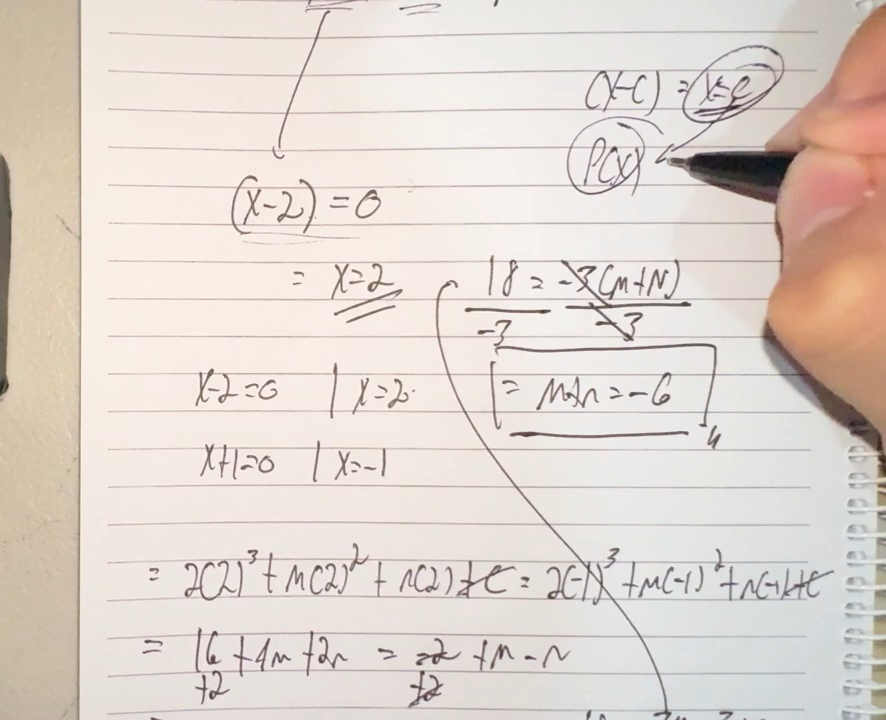 (x-c) = x=c
P(x)
(x-2) = 0
= x=2
18 = -3(m+n)
-3 -3
= m+n = -6
x-2=0 | x=2
x+1=0 | x=-1
= 2(2)³ + m(2)² + n(2) + c = 2(-1)³ + m(-1)² + n(-1) + c
= 16 + 4m + 2n = -2 + m - n
+2 +2